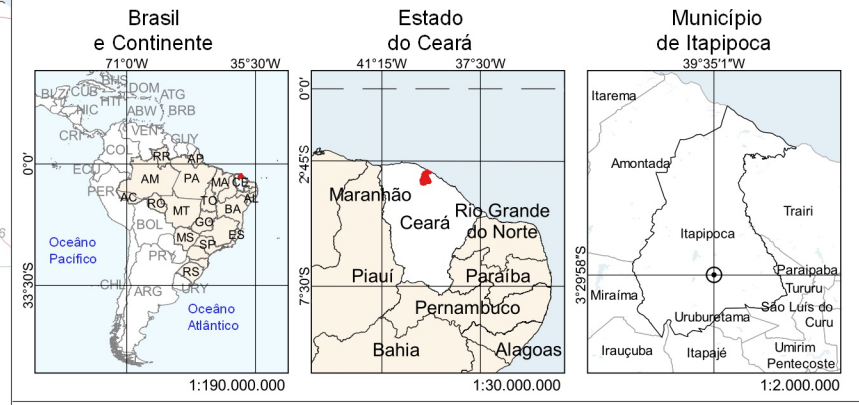 Brasil
e Continente
71°0'W
35°30'W
0°0'
33°30'S
BHS
BLZ
CUB
DOM
ATG
HTI
NIC
ABW
BRB
CRI
VEN
GUY
COL
RR
AP
ECU
AM
PA
MA
CE
PER
AC
RO
TO
AL
MT
BA
BOL
GO
MS
ES
SP
PRY
RS
CHL
ARG
URY
Oceâno
Pacífico
Oceâno
Atlântico
1:190.000.000
Estado
do Ceará
41°15'W
37°30'W
0°0'
2°45'S
7°30'S
Maranhão
Ceará
Rio Grande
do Norte
Piauí
Paraíba
Pernambuco
Bahia
Alagoas
1:30.000.000
Município
de Itapipoca
39°35'1"W
3°29'58"S
Itarema
Amontada
Trairi
Itapipoca
Paraipaba
Tururu
Miraíma
São Luís do
Curu
Uruburetama
Irauçuba
Itapajé
Umirim
Pentecoste
1:2.000.000